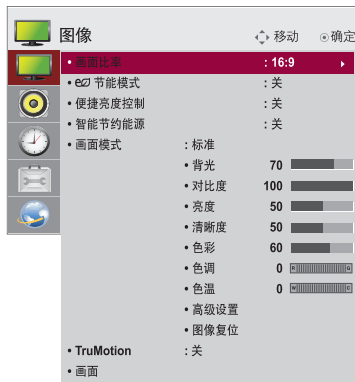 图像 移动 ⊙确定
• 画面比率 : 16:9
• e 节能模式 : 关
• 便捷亮度控制 : 关
• 智能节约能源 : 关
• 画面模式 : 标准
• 背光 70
• 对比度 100
• 亮度 50
• 清晰度 50
• 色彩 60
• 色调 0 R G
• 色温 0 W C
• 高级设置
• 图像复位
• TruMotion : 关
• 画面